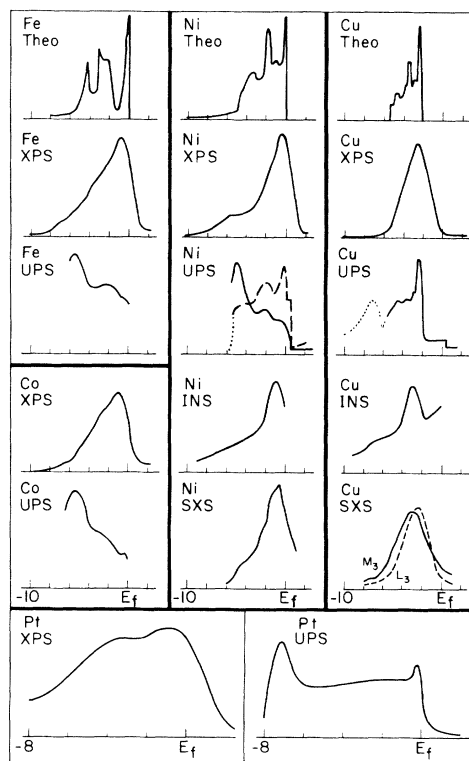 Fe
Theo
Ni
Theo
Cu
Theo
Fe
XPS
Ni
XPS
Cu
XPS
Fe
UPS
Ni
UPS
Cu
UPS
Co
XPS
Ni
INS
Cu
INS
Co
UPS
Ni
SXS
Cu
SXS
M3
L3
-10 Ef
-10 Ef
-10 Ef
Pt
XPS
Pt
UPS
-8 Ef
-8 Ef